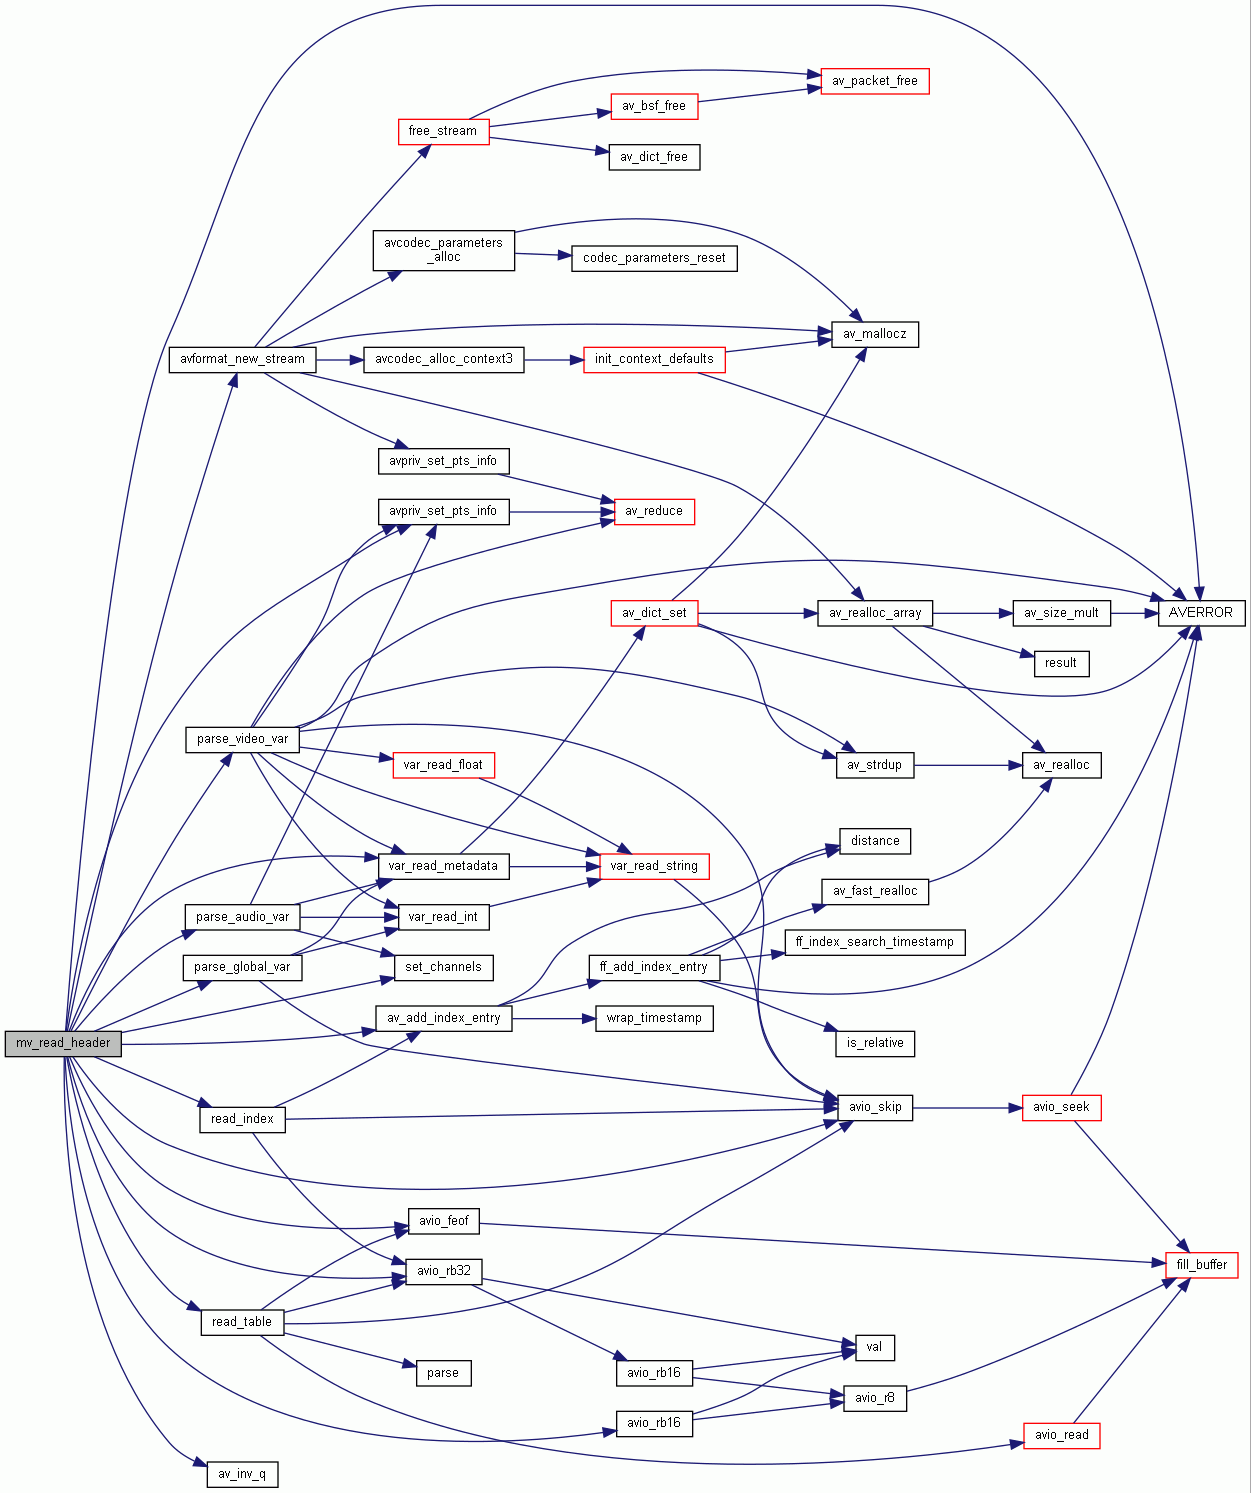 av_packet_free
av_bsf_free
free_stream
av_dict_free
avcodec_parameters
_alloc
codec_parameters_reset
av_mallocz
avformat_new_stream
avcodec_alloc_context3
init_context_defaults
avpriv_set_pts_info
avpriv_set_pts_info
av_reduce
av_dict_set
av_realloc_array
av_size_mult
AVERROR
result
parse_video_var
var_read_float
av_strdup
av_realloc
distance
var_read_metadata
var_read_string
av_fast_realloc
parse_audio_var
var_read_int
ff_index_search_timestamp
parse_global_var
set_channels
ff_add_index_entry
av_add_index_entry
wrap_timestamp
mv_read_header
is_relative
read_index
avio_skip
avio_seek
avio_feof
avio_rb32
fill_buffer
read_table
val
parse
avio_rb16
avio_r8
avio_rb16
avio_read
av_inv_q